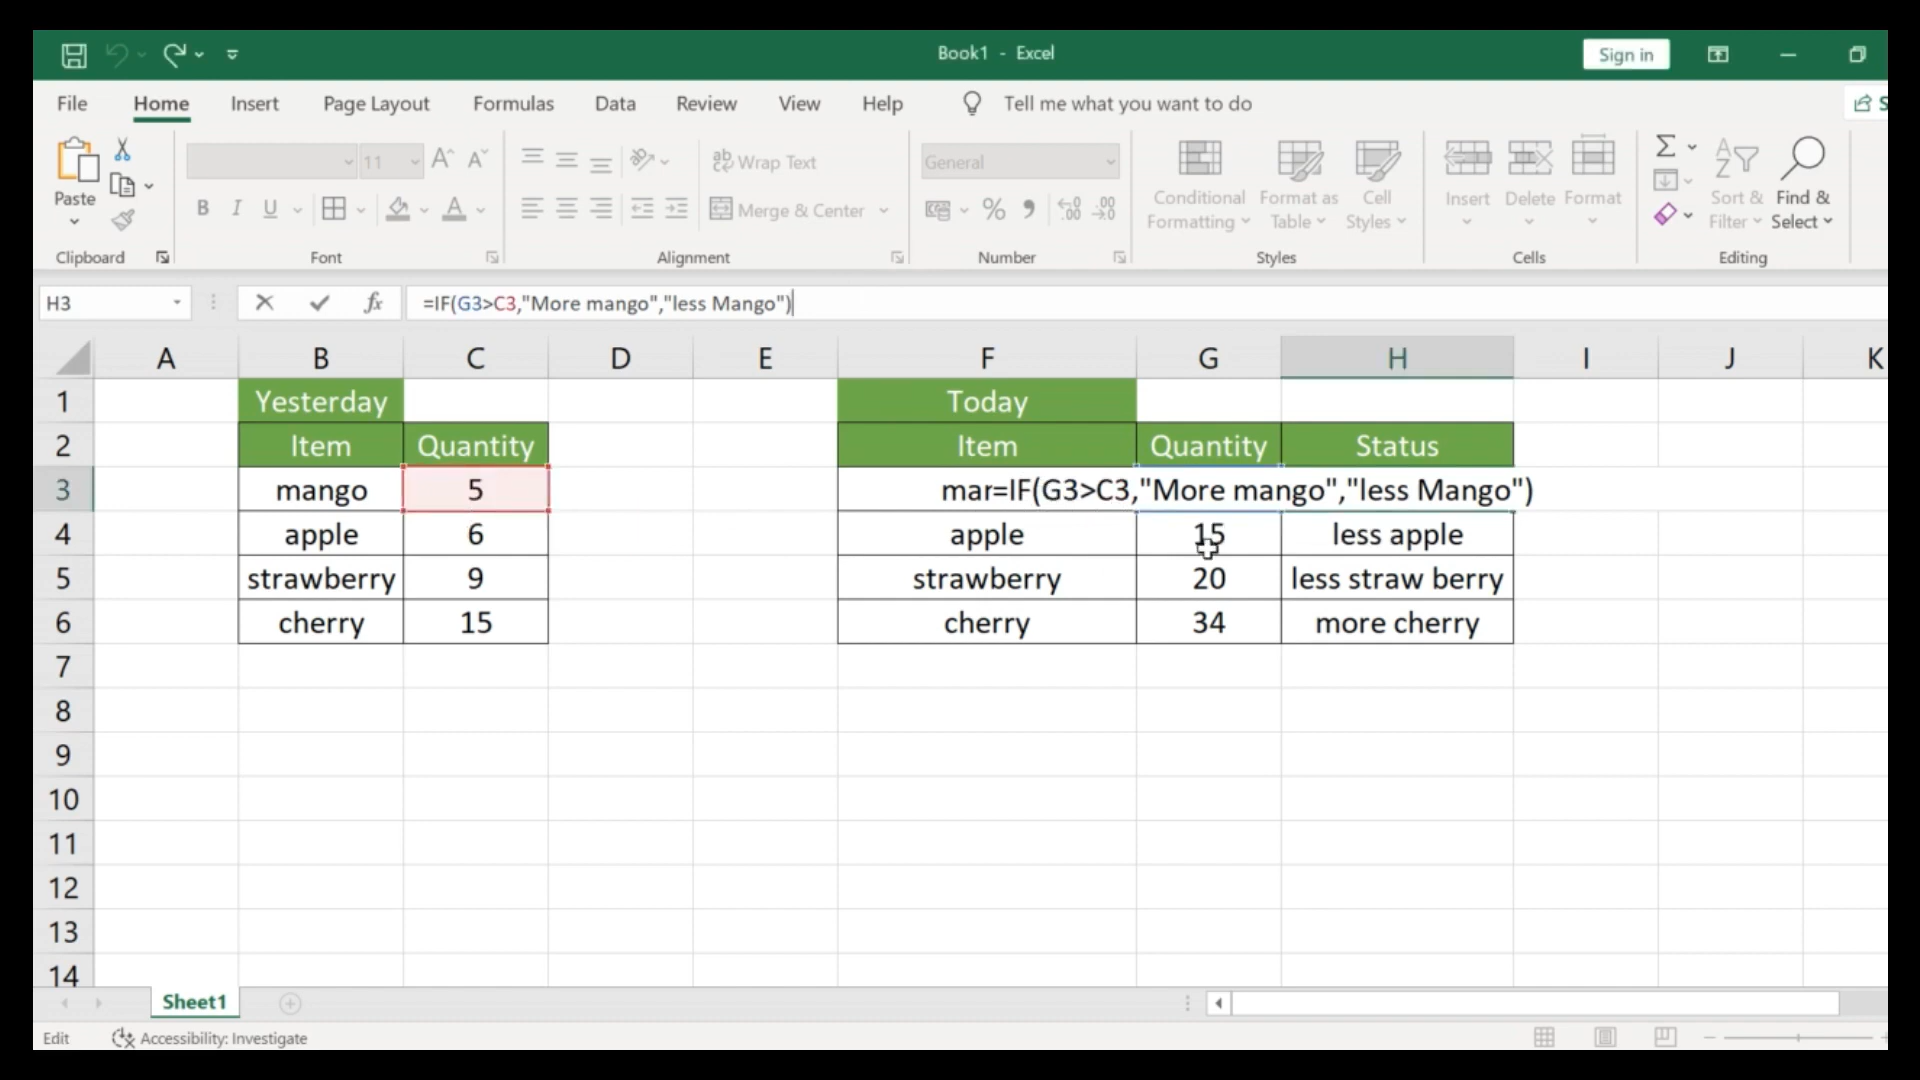 Book1 - Excel
Sign in
File Home Insert Page Layout Formulas Data Review View Help Tell me what you want to do S
Paste
11
B I U A
ab Wrap Text
Merge & Center
General
Conditional Formatting
Format as Table
Cell Styles
Insert Delete Format
Sort & Filter
Find & Select
Clipboard Font Alignment Number Styles Cells Editing
H3 fx =IF(G3>C3,"More mango","less Mango")
A B C D E F G H I J K
1 Yesterday Today
2 Item Quantity Item Quantity Status
3 mango 5 mar=IF(G3>C3,"More mango","less Mango")
4 apple 6 apple 15 less apple
5 strawberry 9 strawberry 20 less straw berry
6 cherry 15 cherry 34 more cherry
7
8
9
10
11
12
13
14
Sheet1
Edit Accessibility: Investigate